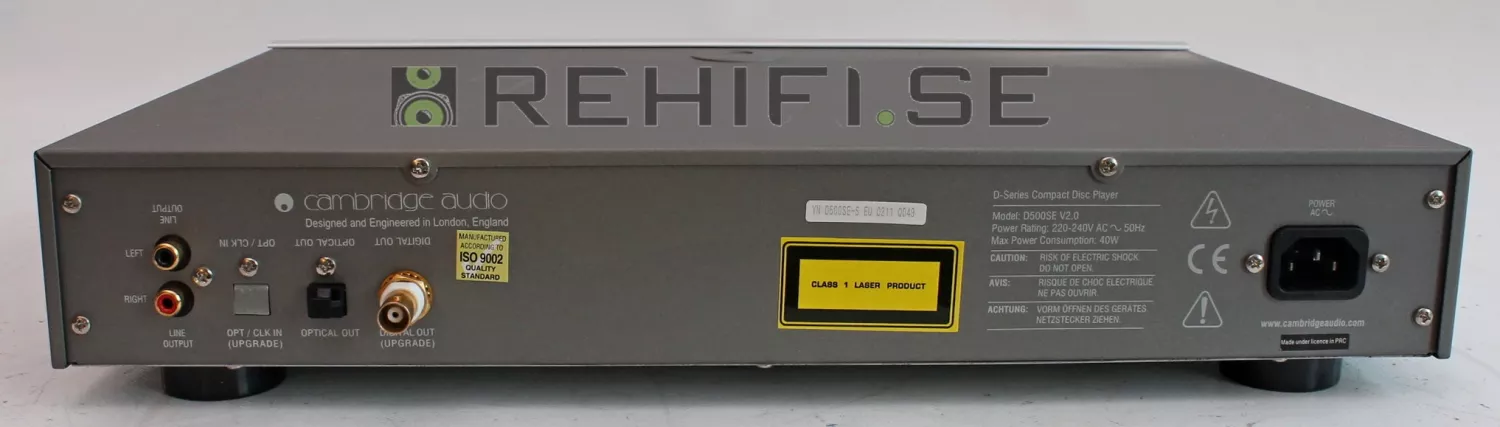 REHIFI.SE
cambridge audio
Designed and Engineered in London, England
LINE OUTPUT
OPT / CLK IN
OPTICAL OUT
DIGITAL OUT
LEFT
RIGHT
LINE
OUTPUT
OPT / CLK IN
(UPGRADE)
OPTICAL OUT
DIGITAL OUT
(UPGRADE)
MANUFACTURED
ACCORDING TO
ISO 9002
QUALITY
STANDARD
YN D500SE-S EU 0311 0049
CLASS 1 LASER PRODUCT
D-Series Compact Disc Player
Model: D500SE V2.0
Power Rating: 220-240V AC ~ 50Hz
Max Power Consumption: 40W
CAUTION: RISK OF ELECTRIC SHOCK
DO NOT OPEN.
AVIS: RISQUE DE CHOC ELECTRIQUE
NE PAS OUVRIR.
ACHTUNG: VORM ÖFFNEN DES GERÄTES
NETZSTECKER ZIEHEN.
CE
POWER
AC ~
www.cambridgeaudio.com
Made under licence in PRC